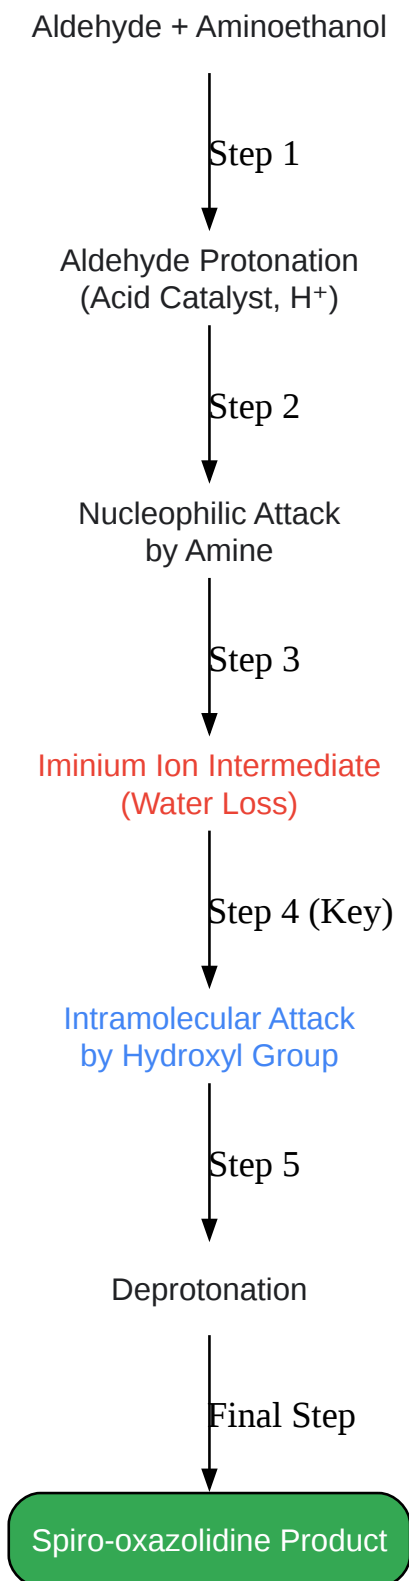 Aldehyde + Aminoethanol
Step 1
Aldehyde Protonation
(Acid Catalyst, H⁺)
Step 2
Nucleophilic Attack
by Amine
Step 3
Iminium Ion Intermediate
(Water Loss)
Step 4 (Key)
Intramolecular Attack
by Hydroxyl Group
Step 5
Deprotonation
Final Step
Spiro-oxazolidine Product